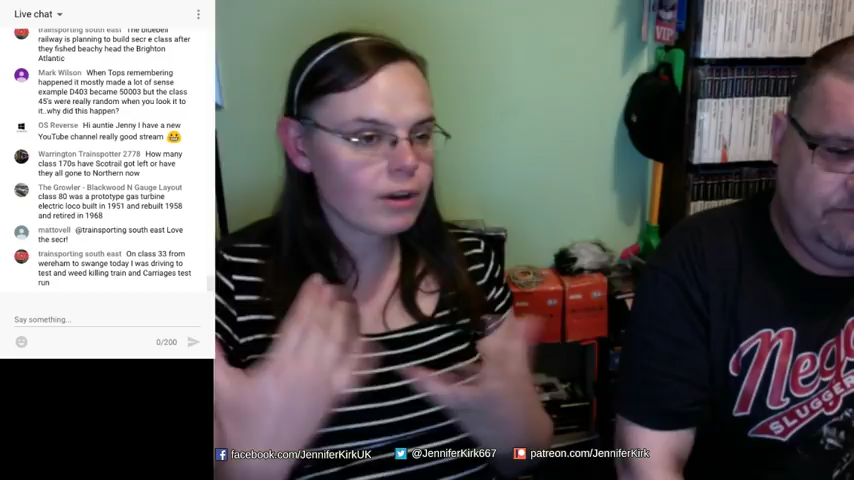 Live chat
transporting south east The bluebell
railway is planning to build secr e class after
they fished beachy head the Brighton
Atlantic
Mark Wilson When Tops remembering
happened it mostly made a lot of sense
example D403 became 50003 but the class
45's were really random when you look it to
it..why did this happen?
OS Reverse Hi auntie Jenny I have a new
YouTube channel really good stream
Warrington Trainspotter 2778 How many
class 170s have Scotrail got left or have
they all gone to Northern now
The Growler - Blackwood N Gauge Layout
class 80 was a prototype gas turbine
electric loco built in 1951 and rebuilt 1958
and retired in 1968
mattovell @transporting south east Love
the secr!
transporting south east On class 33 from
wereham to swange today I was driving to
test and weed killing train and Carriages test
run
Say something...
0/200
VIP
SLUGGER
facebook.com/JenniferKirkUK
@JenniferKirk667
patreon.com/JenniferKirk